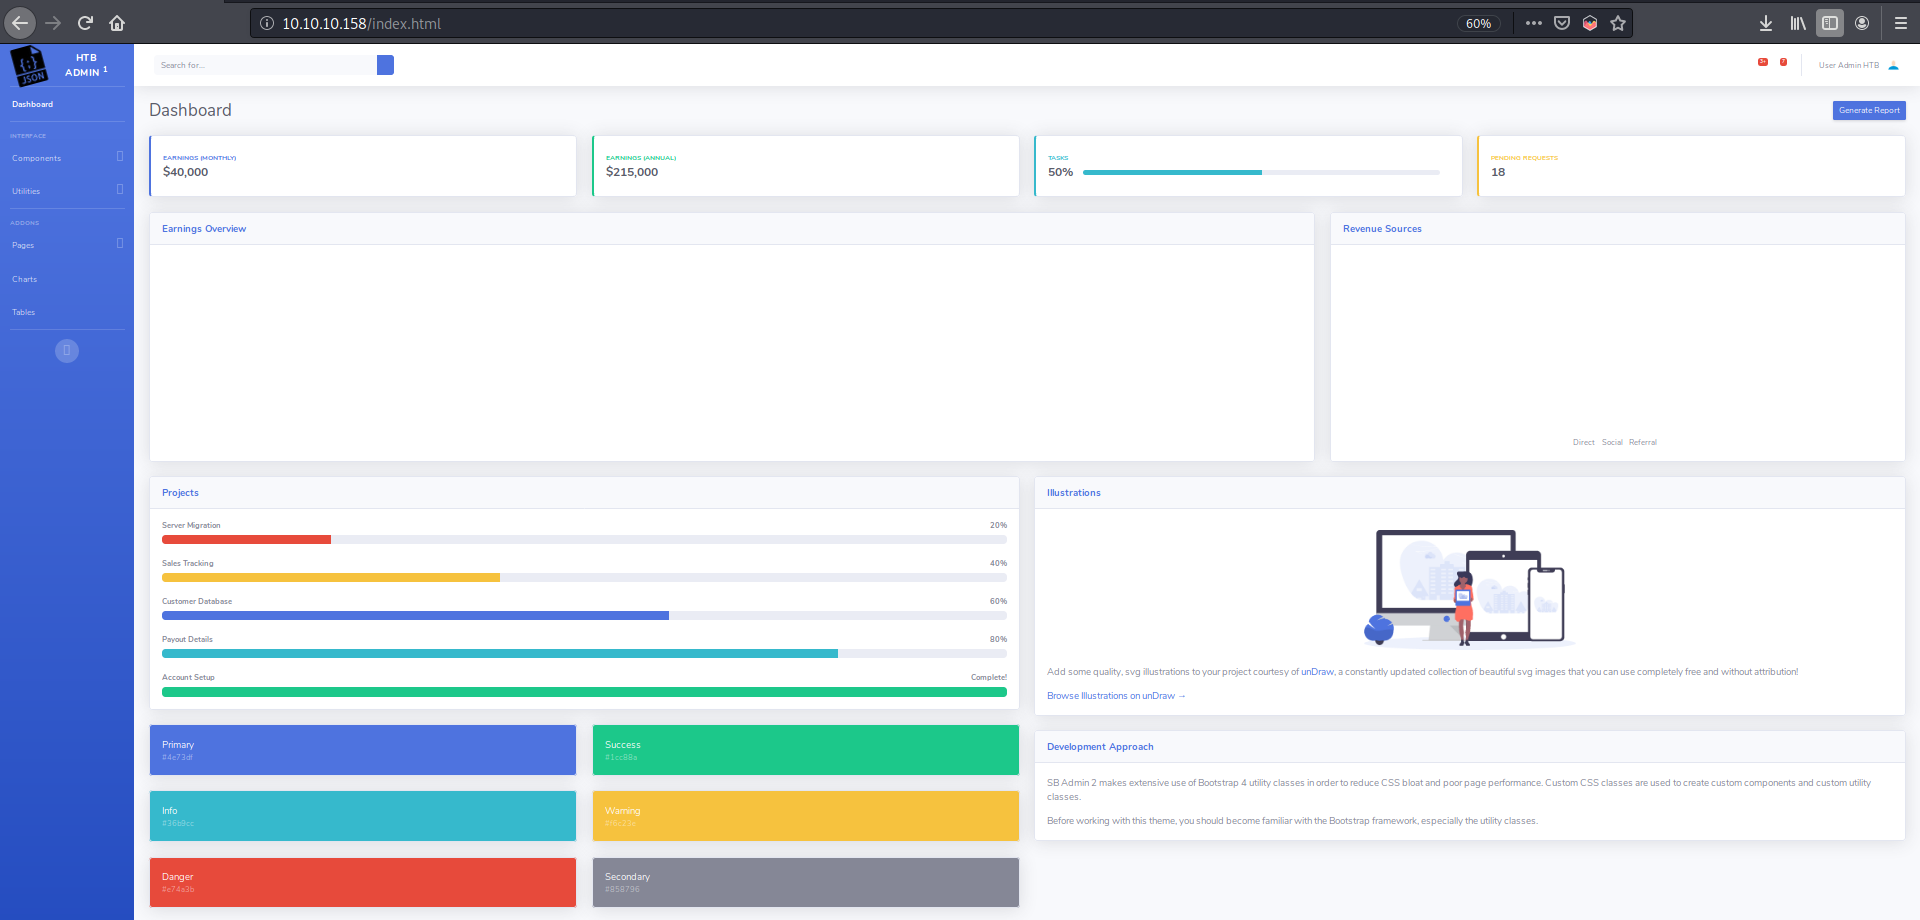 10.10.10.158/index.html
60%
{;}
JSON
HTB
ADMIN 1
Dashboard
INTERFACE
Components
Utilities
ADDONS
Pages
Charts
Tables
Search for...
3+
7
User Admin HTB
Dashboard
Generate Report
EARNINGS (MONTHLY)
$40,000
EARNINGS (ANNUAL)
$215,000
TASKS
50%
PENDING REQUESTS
18
Earnings Overview
Revenue Sources
Direct Social Referral
Projects
Server Migration 20%
Sales Tracking 40%
Customer Database 60%
Payout Details 80%
Account Setup Complete!
Primary
#4e73df
Success
#1cc88a
Info
#36b9cc
Warning
#f6c23e
Danger
#e74a3b
Secondary
#858796
Illustrations
Add some quality, svg illustrations to your project courtesy of unDraw, a constantly updated collection of beautiful svg images that you can use completely free and without attribution!
Browse Illustrations on unDraw →
Development Approach
SB Admin 2 makes extensive use of Bootstrap 4 utility classes in order to reduce CSS bloat and poor page performance. Custom CSS classes are used to create custom components and custom utility
classes.
Before working with this theme, you should become familiar with the Bootstrap framework, especially the utility classes.